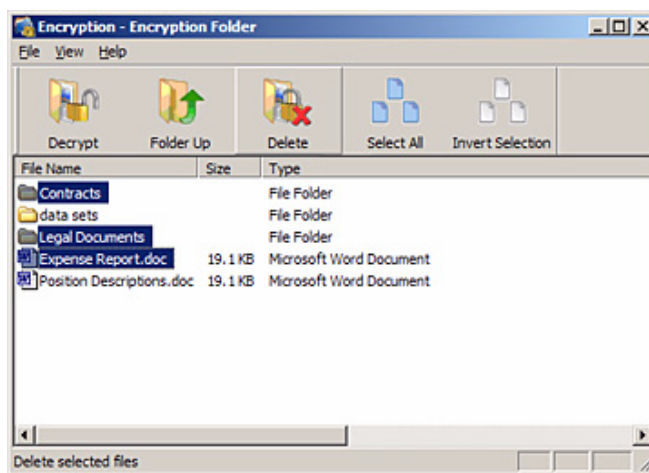 Encryption - Encryption Folder
File View Help
Decrypt Folder Up Delete Select All Invert Selection
File Name Size Type
Contracts File Folder
data sets File Folder
Legal Documents File Folder
Expense Report.doc 19.1 KB Microsoft Word Document
Position Descriptions.doc 19.1 KB Microsoft Word Document
Delete selected files